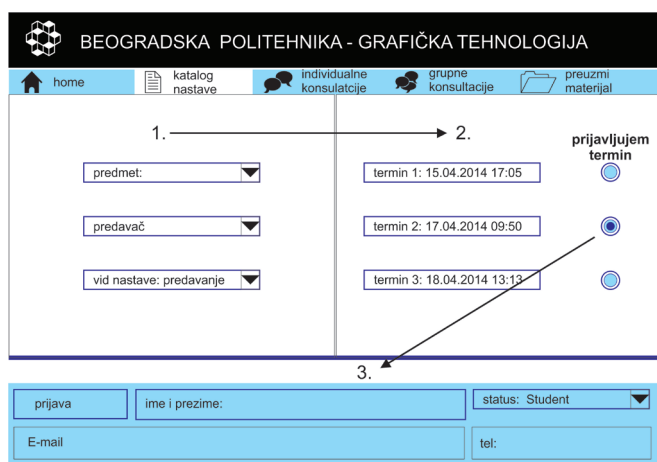 BEOGRADSKA POLITEHNIKA - GRAFIČKA TEHNOLOGIJA
home
katalog
nastave
individualne
konsulatcije
grupne
konsultacije
preuzmi
materijal
1.
2.
prijavljujem
termin
predmet:
termin 1: 15.04.2014 17:05
predavač
termin 2: 17.04.2014 09:50
vid nastave: predavanje
termin 3: 18.04.2014 13:13
3.
prijava
ime i prezime:
status: Student
E-mail
tel: